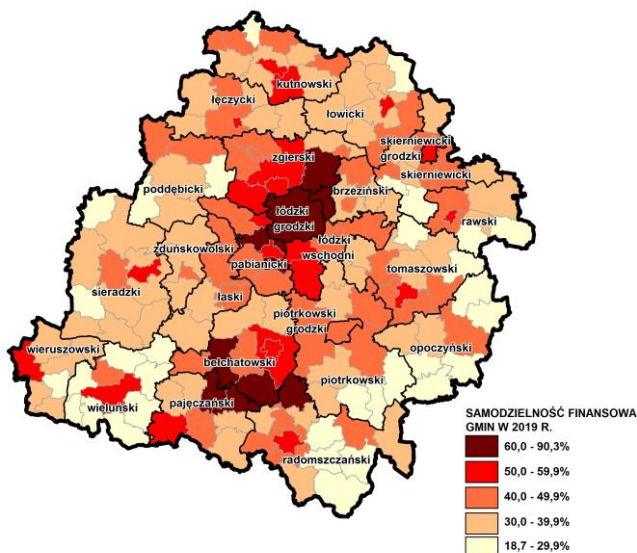 kutnowski
łęczycki
łowicki
skierniewicki
grodzki
skierniewicki
zgierski
poddębicki
brzeziński
rawski
łódzki
grodzki
łódzki
wschodni
zduńskowolski
pabianicki
tomaszowski
sieradzki
łaski
piotrkowski
grodzki
opoczyński
wieruszowski
bełchatowski
piotrkowski
wieluński
pajęczański
radomszczański
SAMODZIELNOŚĆ FINANSOWA
GMIN W 2019 R.
60,0 - 90,3%
50,0 - 59,9%
40,0 - 49,9%
30,0 - 39,9%
18,7 - 29,9%